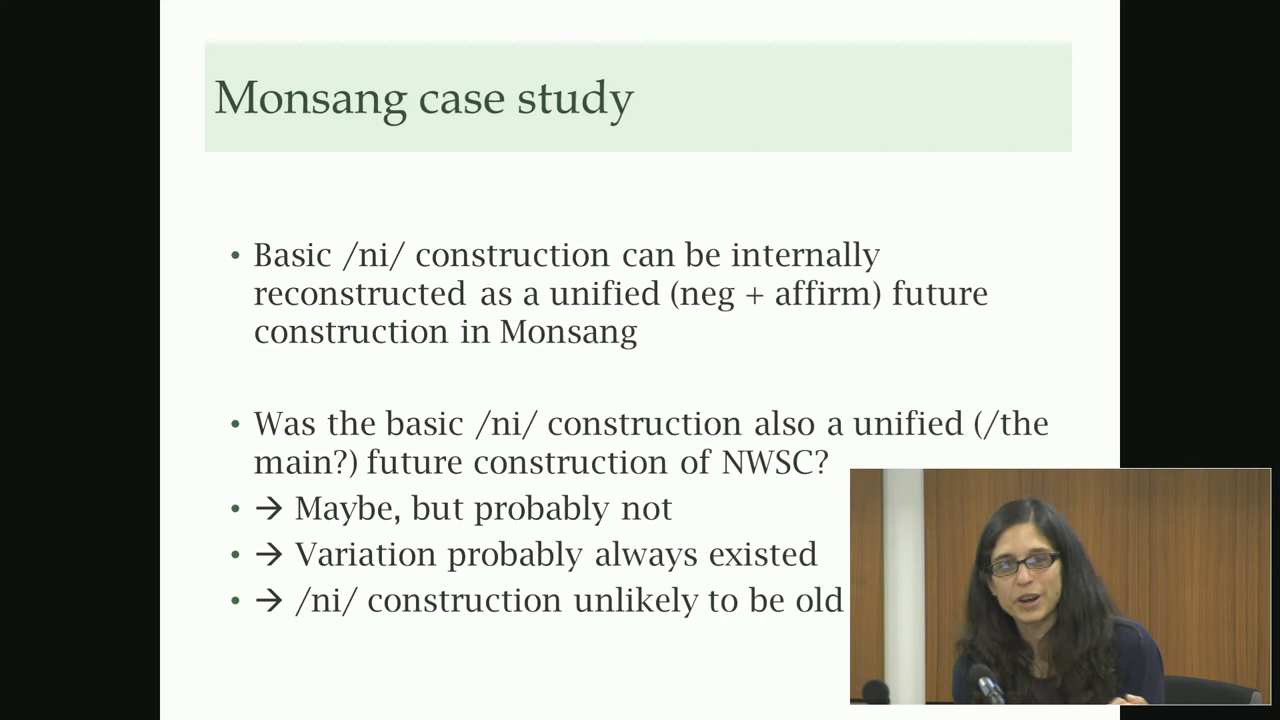 Monsang case study
• Basic /ni/ construction can be internally
reconstructed as a unified (neg + affirm) future
construction in Monsang
• Was the basic /ni/ construction also a unified (/the
main?) future construction of NWSC?
• → Maybe, but probably not
• → Variation probably always existed
• → /ni/ construction unlikely to be old